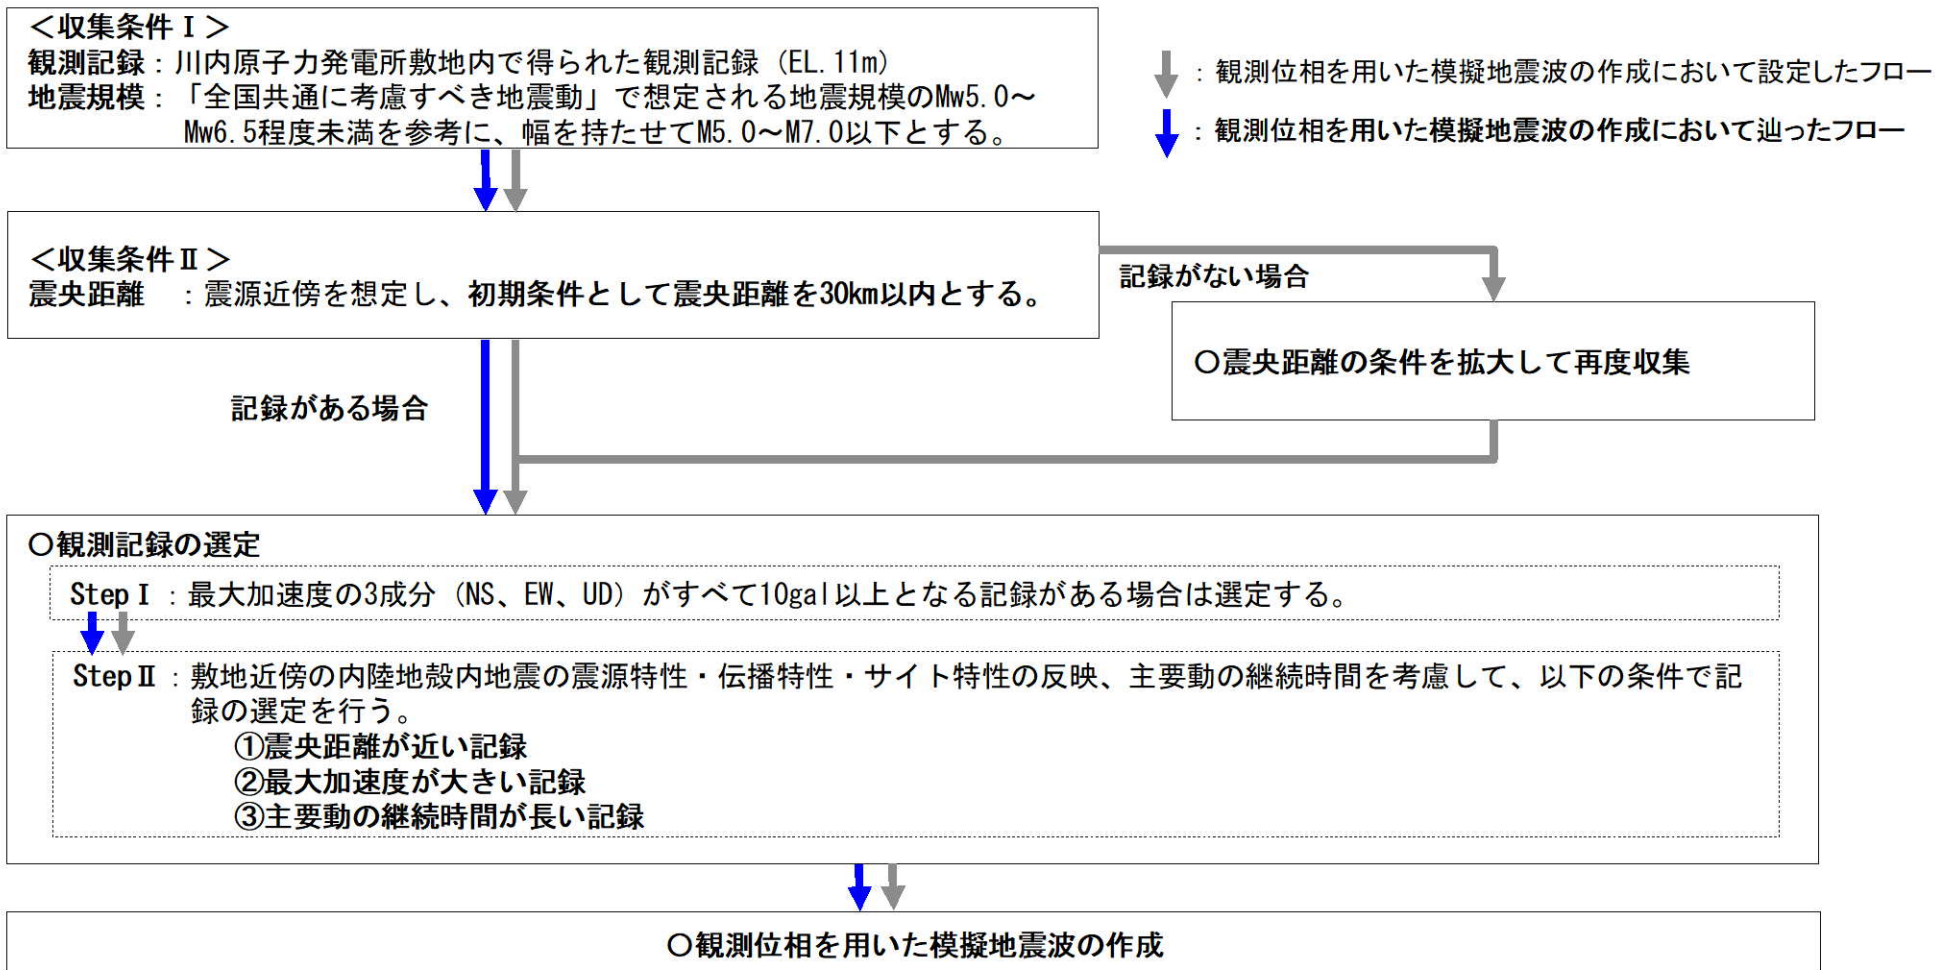 ＜収集条件Ⅰ＞
観測記録：川内原子力発電所敷地内で得られた観測記録（EL.11m）
地震規模：「全国共通に考慮すべき地震動」で想定される地震規模のMw5.0～
Mw6.5程度未満を参考に、幅を持たせてM5.0～M7.0以下とする。
：観測位相を用いた模擬地震波の作成において設定したフロー
：観測位相を用いた模擬地震波の作成において辿ったフロー
＜収集条件Ⅱ＞
震央距離　：震源近傍を想定し、初期条件として震央距離を30km以内とする。
記録がない場合
〇震央距離の条件を拡大して再度収集
記録がある場合
〇観測記録の選定
StepⅠ：最大加速度の3成分（NS、EW、UD）がすべて10gal以上となる記録がある場合は選定する。
StepⅡ：敷地近傍の内陸地殻内地震の震源特性・伝播特性・サイト特性の反映、主要動の継続時間を考慮して、以下の条件で記
録の選定を行う。
①震央距離が近い記録
②最大加速度が大きい記録
③主要動の継続時間が長い記録
〇観測位相を用いた模擬地震波の作成